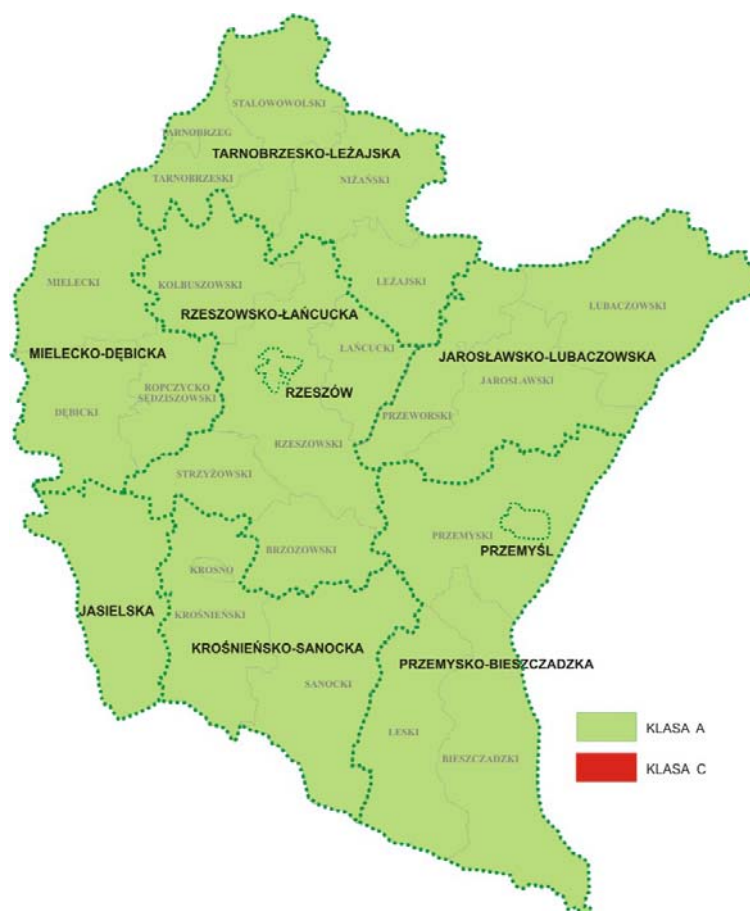 STALOWOWOLSKI
TARNOBRZEG
TARNOBRZESKO-LEŻAJSKA
TARNOBRZESKI
NIŻAŃSKI
MIELECKI
KOLBUSZOWSKI
LEŻAJSKI
LUBACZOWSKI
RZESZOWSKO-ŁAŃCUCKA
MIELECKO-DĘBICKA
ŁAŃCUCKI
JAROSŁAWSKO-LUBACZOWSKA
JAROSŁAWSKI
ROPCZYCKO
SĘDZISZOWSKI
RZESZÓW
DĘBICKI
PRZEWORSKI
RZESZOWSKI
STRZYŻOWSKI
PRZEMYSKI
PRZEMYŚL
BRZOZOWSKI
KROSNO
JASIELSKA
KROŚNIEŃSKI
KROŚNIEŃSKO-SANOCKA
PRZEMYSKO-BIESZCZADZKA
SANOCKI
LESKI
BIESZCZADZKI
KLASA A
KLASA C